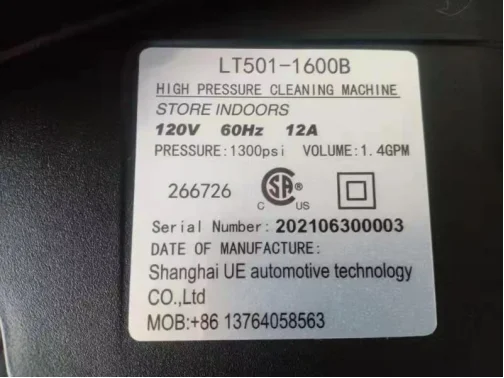 LT501-1600B
HIGH PRESSURE CLEANING MACHINE
STORE INDOORS
120V 60Hz 12A
PRESSURE:1300psi VOLUME:1.4GPM
266726 CSA
C US
Serial Number: 202106300003
DATE OF MANUFACTURE:
Shanghai UE automotive technology
CO.,Ltd
MOB:+86 13764058563